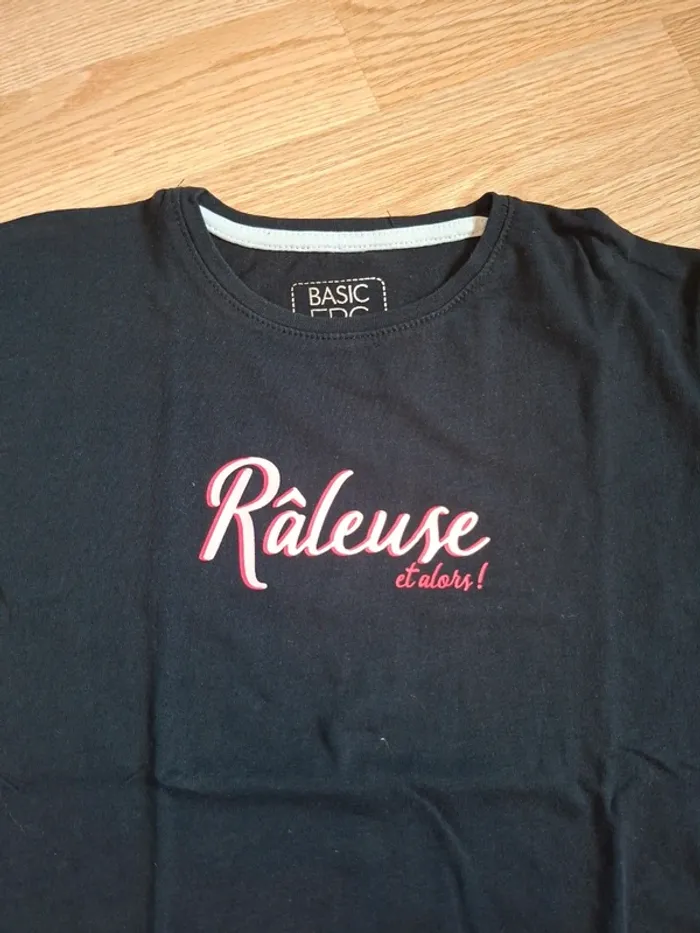 BASIC
Râleuse
et alors !